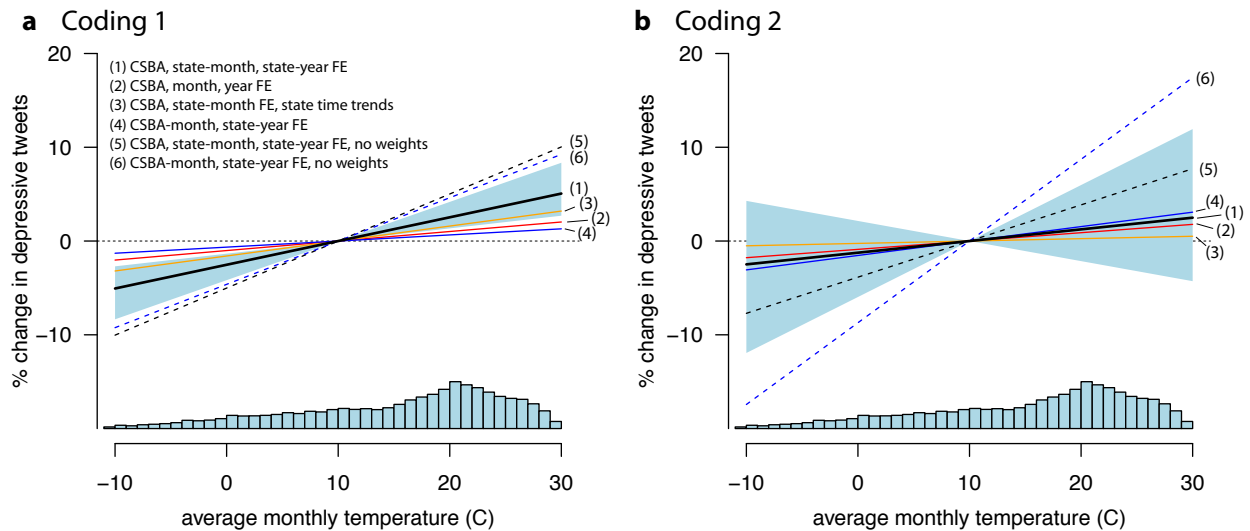 a Coding 1
% change in depressive tweets
20
10
0
−10
(1) CSBA, state-month, state-year FE
(2) CSBA, month, year FE
(3) CSBA, state-month FE, state time trends
(4) CSBA-month, state-year FE
(5) CSBA, state-month, state-year FE, no weights
(6) CSBA-month, state-year FE, no weights
(5)
(6)
(1)
(3)
(2)
(4)
−10 0 10 20 30
average monthly temperature (C)
b Coding 2
% change in depressive tweets
20
10
0
−10
(6)
(5)
(4)
(1)
(2)
(3)
−10 0 10 20 30
average monthly temperature (C)